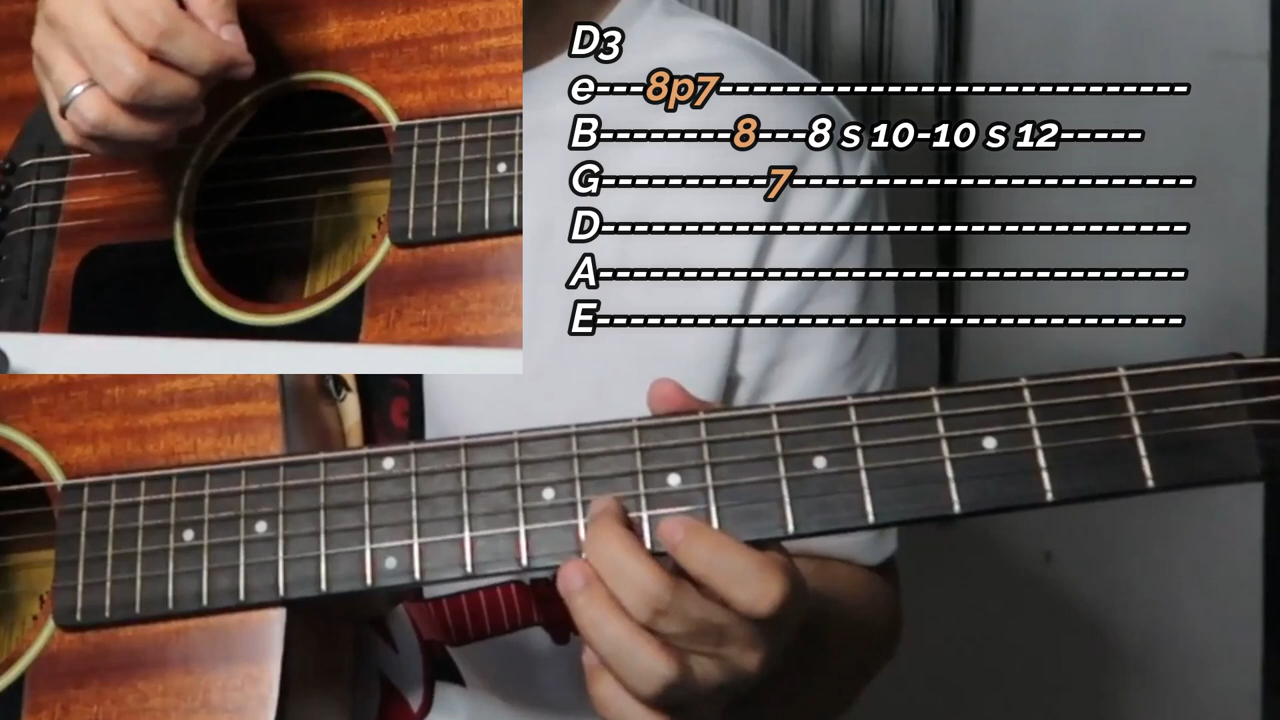 D3
e---8p7-----------------------------
B--------8---8 s 10-10 s 12-----
G----------7------------------------
D-----------------------------------
A-----------------------------------
E-----------------------------------